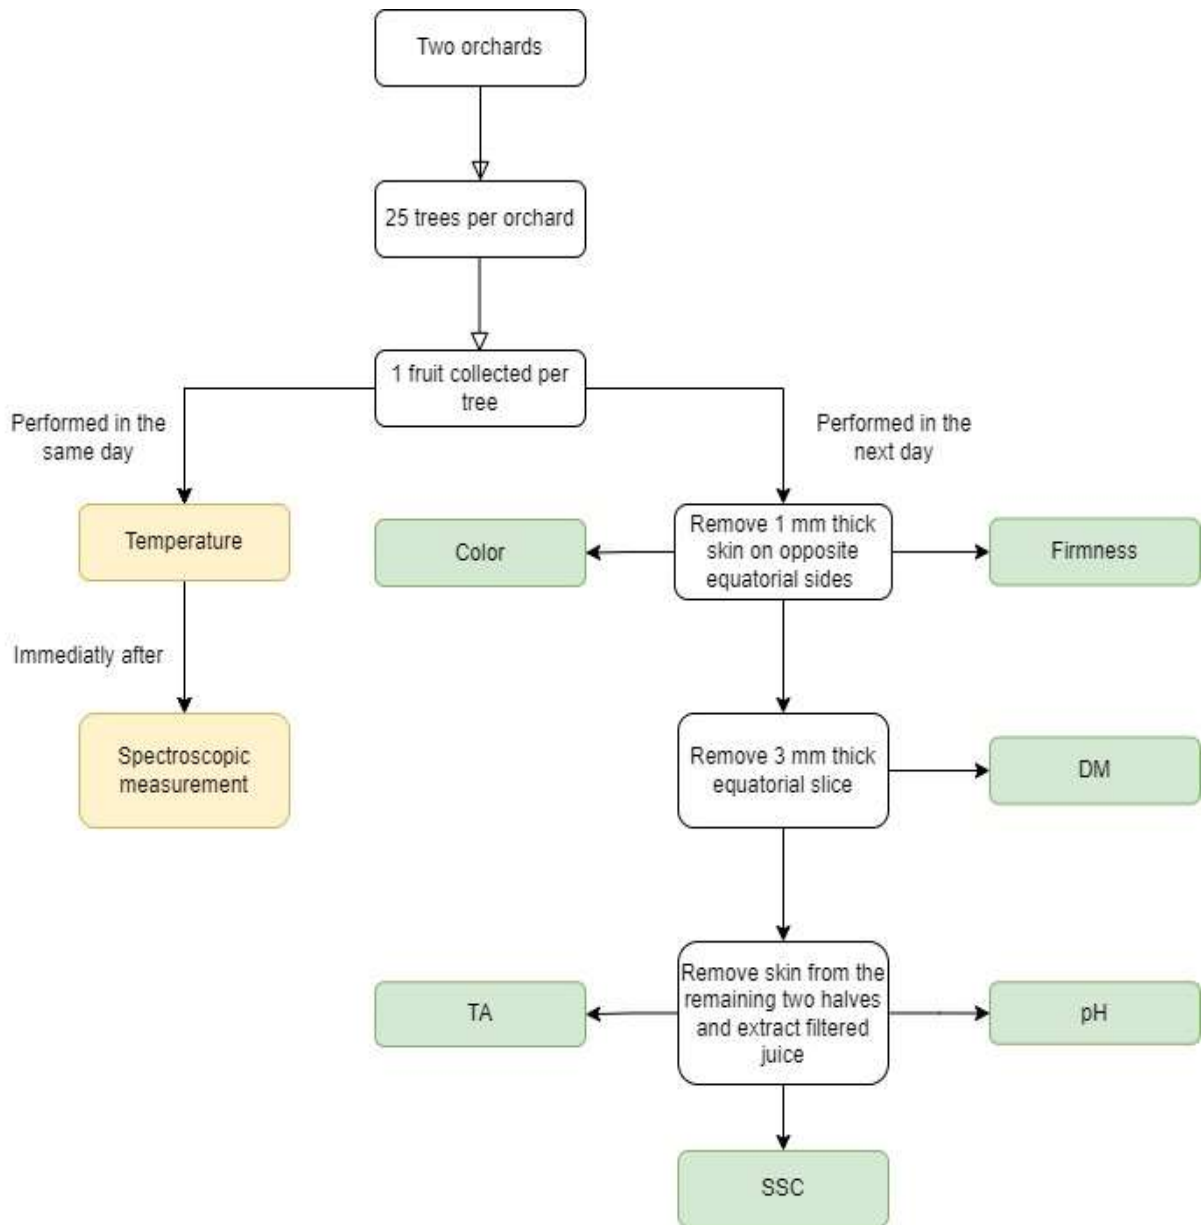 Two orchards
25 trees per orchard
1 fruit collected per
tree
Performed in the
same day
Performed in the
next day
Temperature
Color
Remove 1 mm thick
skin on opposite
equatorial sides
Firmness
Immediatly after
Spectroscopic
measurement
Remove 3 mm thick
equatorial slice
DM
TA
Remove skin from the
remaining two halves
and extract filtered
juice
pH
SSC